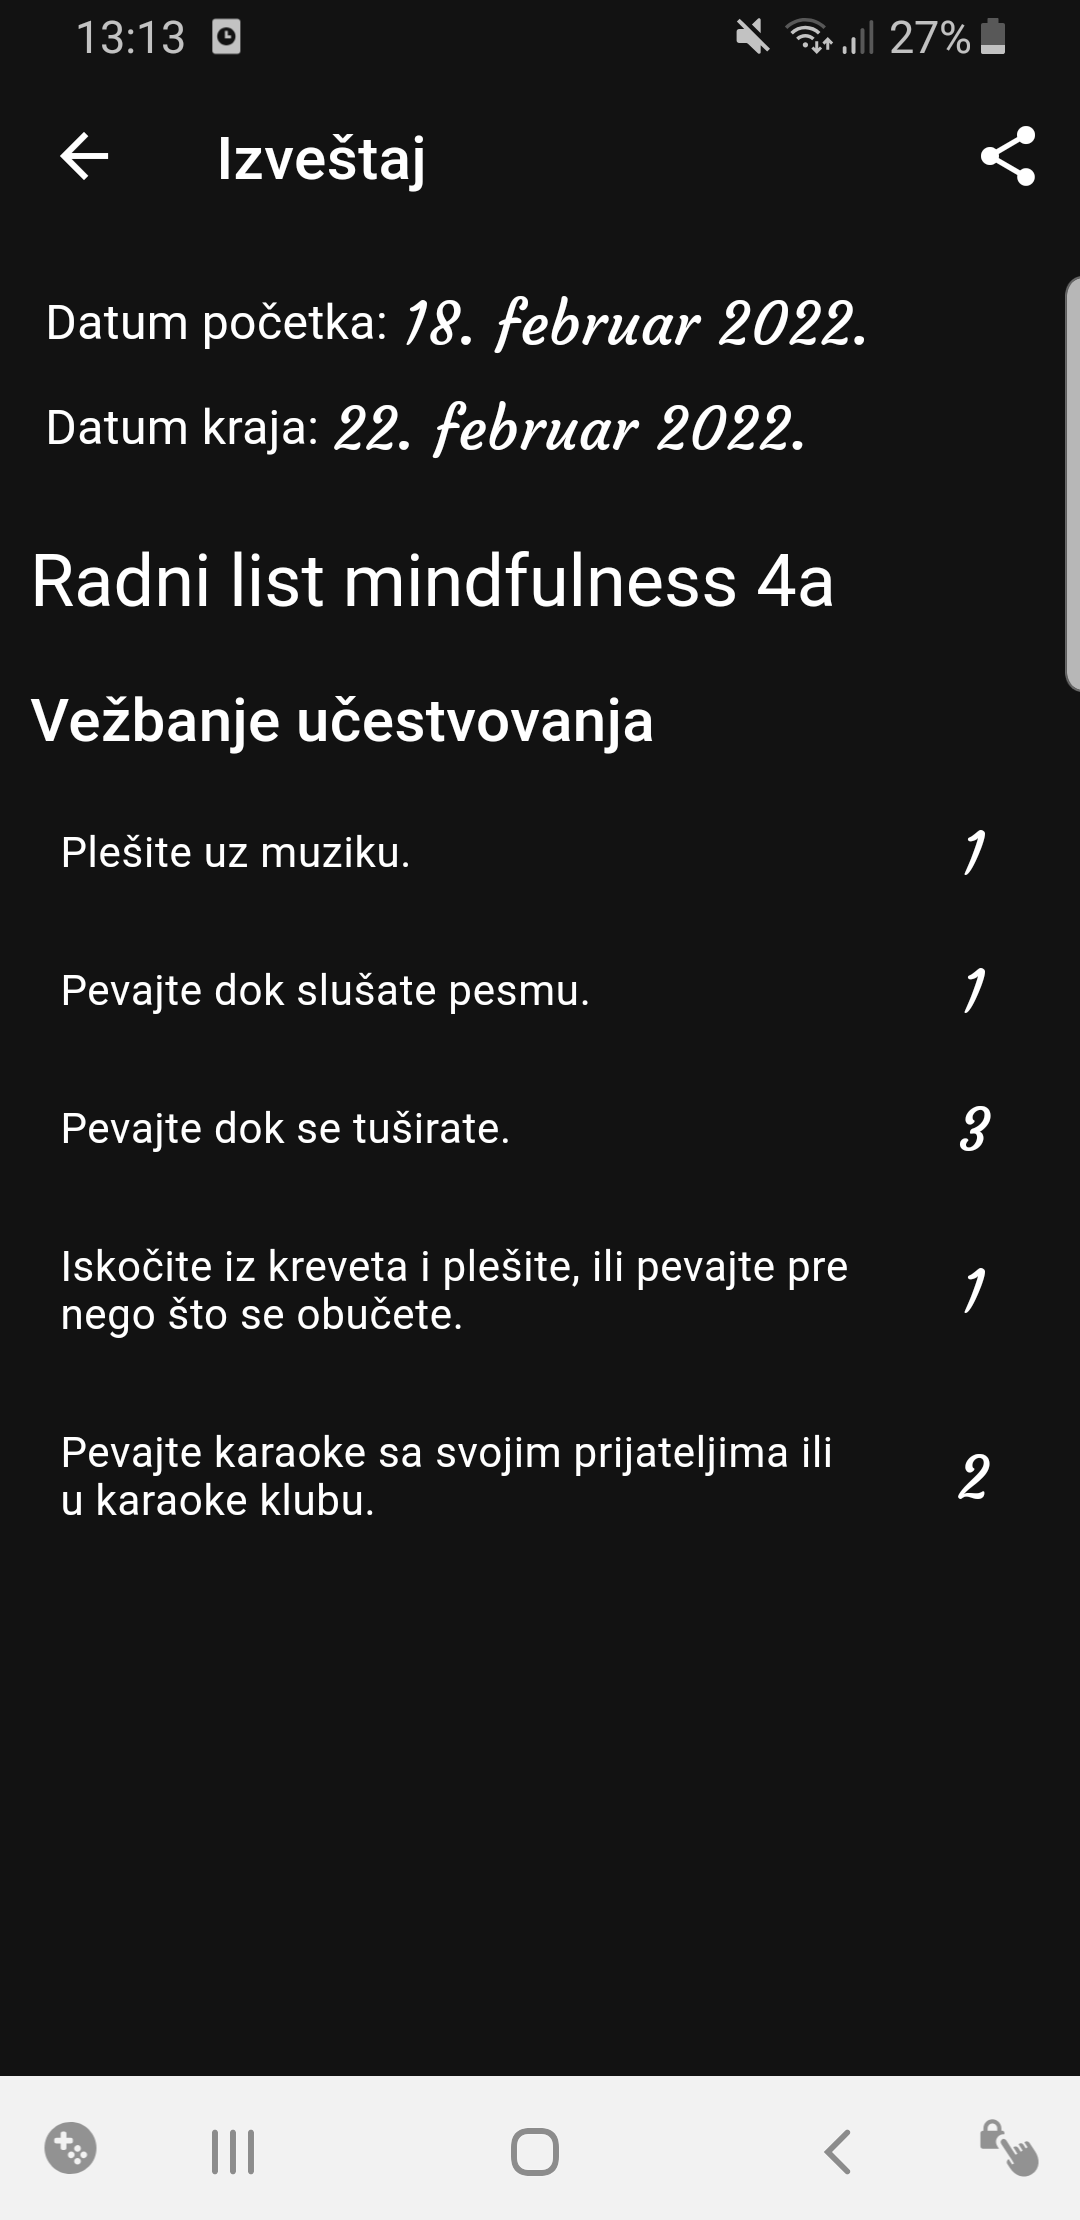 13:13 27%
Izveštaj
Datum početka: 18. februar 2022.
Datum kraja: 22. februar 2022.
Radni list mindfulness 4a
Vežbanje učestvovanja
Plešite uz muziku. 1
Pevajte dok slušate pesmu. 1
Pevajte dok se tuširate. 3
Iskočite iz kreveta i plešite, ili pevajte pre
nego što se obučete. 1
Pevajte karaoke sa svojim prijateljima ili
u karaoke klubu. 2